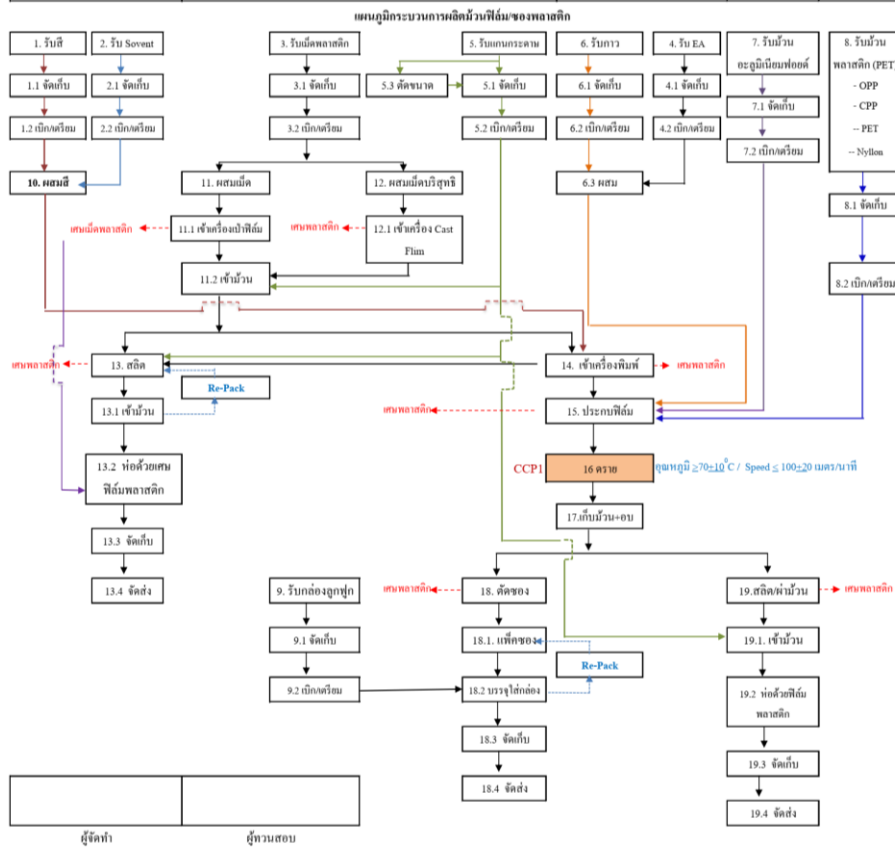 แผนภูมิกระบวนการผลิตม้วนฟิล์ม/ซองพลาสติก
1. รับสี
2. รับ Sovent
3. รับเม็ดพลาสติก
5. รับแกนกระดาษ
6. รับกาว
4. รับ EA
7. รับม้วน
อะลูมิเนียมฟอยด์
8. รับม้วน
พลาสติก (PET)
- OPP
- CPP
-- PET
-- Nyllon
1.1 จัดเก็บ
2.1 จัดเก็บ
3.1 จัดเก็บ
5.3 ตัดขนาด
5.1 จัดเก็บ
6.1 จัดเก็บ
4.1 จัดเก็บ
7.1 จัดเก็บ
1.2 เบิก/เตรียม
2.2 เบิก/เตรียม
3.2 เบิก/เตรียม
5.2 เบิก/เตรียม
6.2 เบิก/เตรียม
4.2 เบิก/เตรียม
7.2 เบิก/เตรียม
10. ผสมสี
11. ผสมเม็ด
12. ผสมเม็ดบริสุทธิ
6.3 ผสม
8.1 จัดเก็บ
เศษเม็ดพลาสติก
11.1 เข้าเครื่องเป่าฟิล์ม
เศษพลาสติก
12.1 เข้าเครื่อง Cast
Flim
11.2 เข้าม้วน
8.2 เบิก/เตรียม
เศษพลาสติก
13. สลิต
14. เข้าเครื่องพิมพ์
เศษพลาสติก
Re-Pack
13.1 เข้าม้วน
เศษพลาสติก
15. ประกบฟิล์ม
13.2 ห่อด้วยเศษ
ฟิล์มพลาสติก
CCP1
16 ดราย
อุณหภูมิ ≥70±10⁰C / Speed ≤ 100±20 เมตร/นาที
17.เก็บม้วน+อบ
13.3 จัดเก็บ
13.4 จัดส่ง
9. รับกล่องลูกฟูก
เศษพลาสติก
18. ตัดซอง
19.สลิต/ผ่าม้วน
เศษพลาสติก
9.1 จัดเก็บ
18.1. แพ็คซอง
19.1. เข้าม้วน
Re-Pack
9.2 เบิก/เตรียม
18.2 บรรจุใส่กล่อง
19.2 ห่อด้วยฟิล์ม
พลาสติก
18.3 จัดเก็บ
19.3 จัดเก็บ
18.4 จัดส่ง
19.4 จัดส่ง
ผู้จัดทำ
ผู้ทวนสอบ